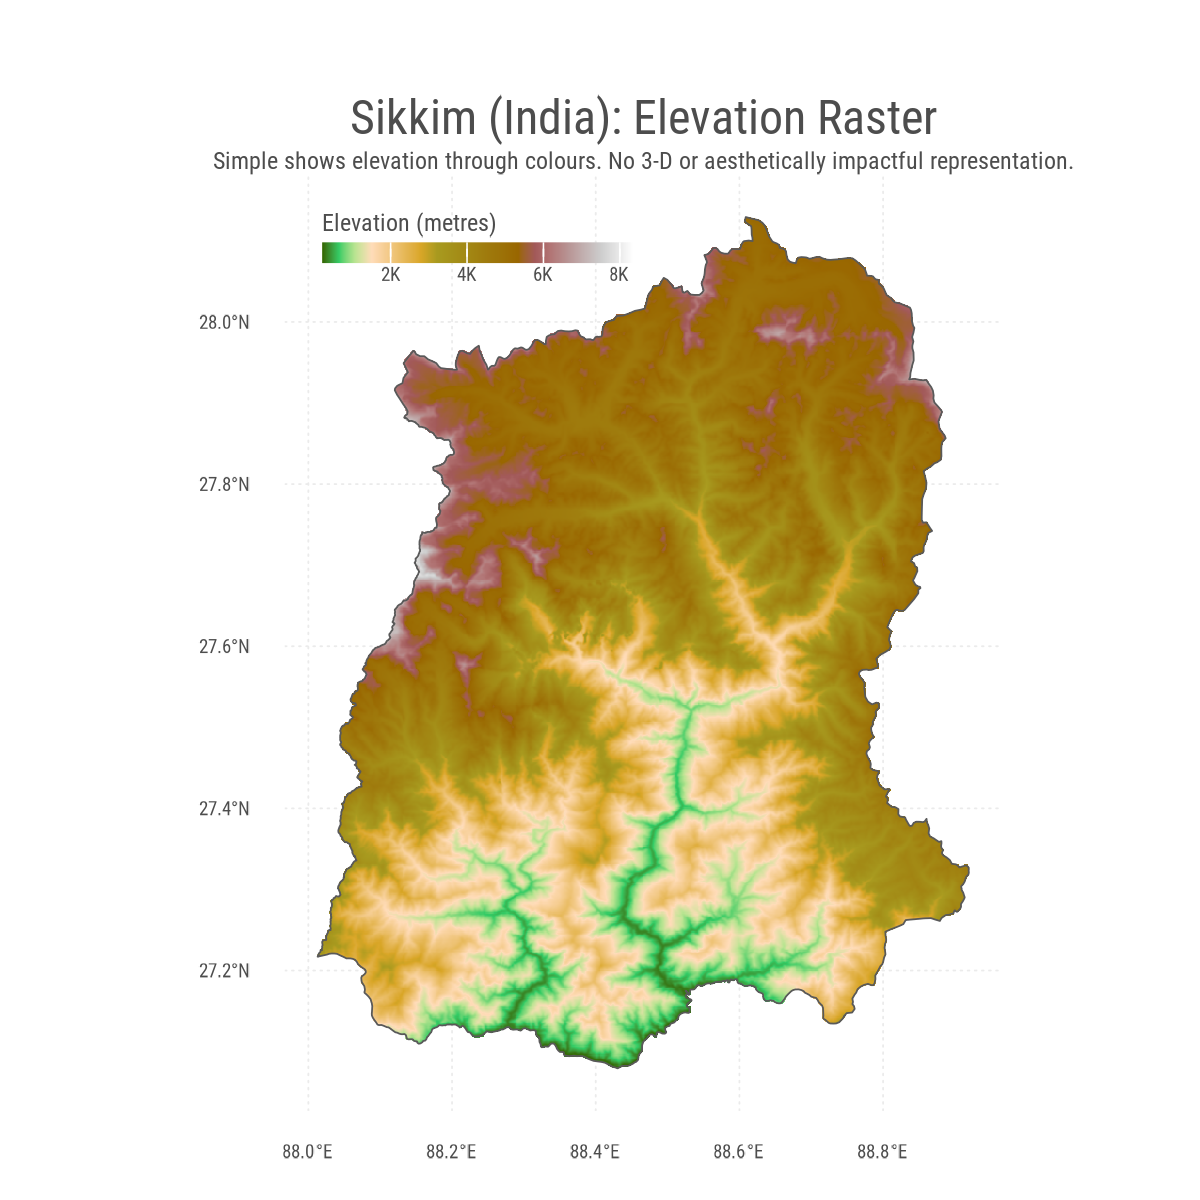 Sikkim (India): Elevation Raster
Simple shows elevation through colours. No 3-D or aesthetically impactful representation.
Elevation (metres)
2K 4K 6K 8K
28.0°N
27.8°N
27.6°N
27.4°N
27.2°N
88.0°E 88.2°E 88.4°E 88.6°E 88.8°E